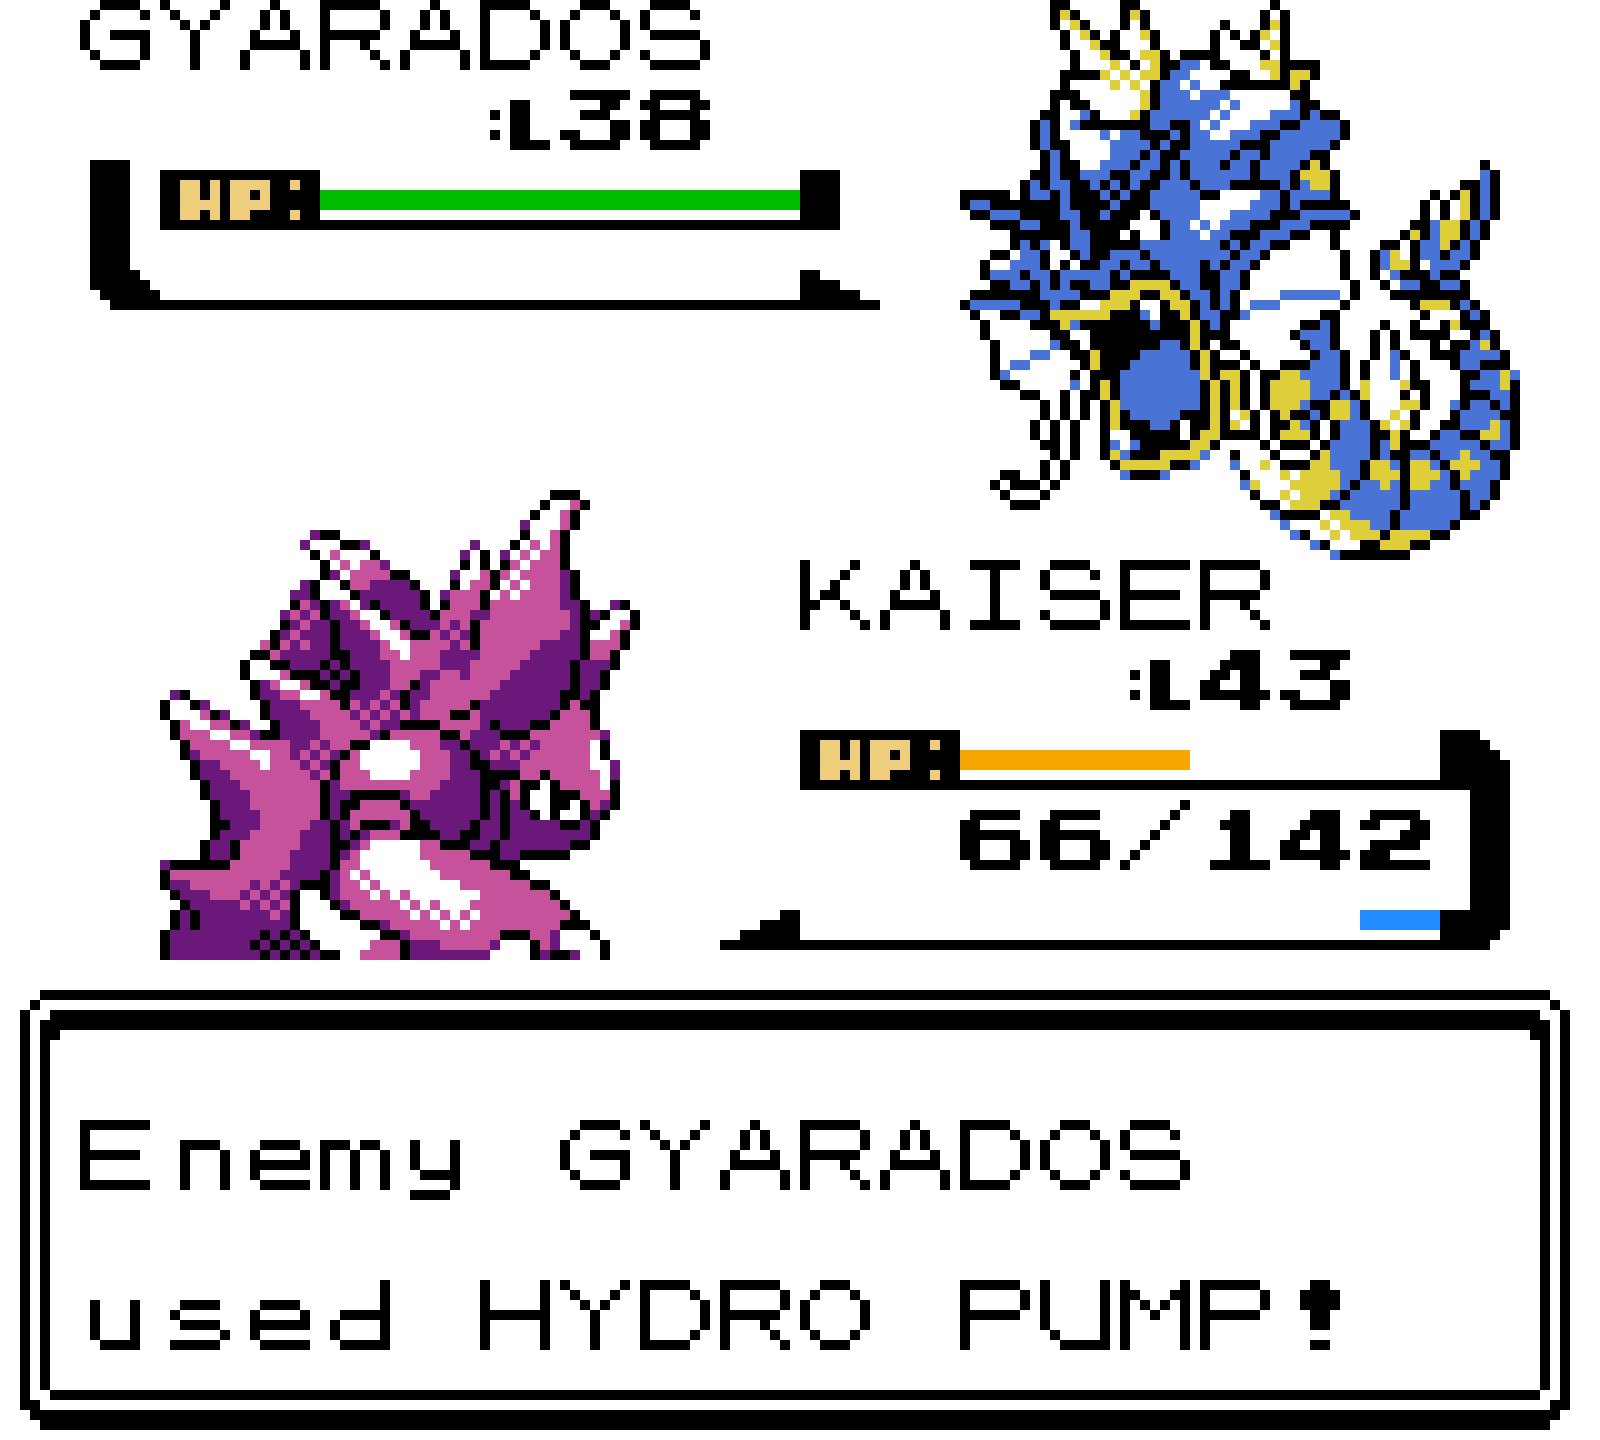 GYARADOS
:L38
HP:
KAISER
:L43
HP:
66/142
Enemy GYARADOS
used HYDRO PUMP!